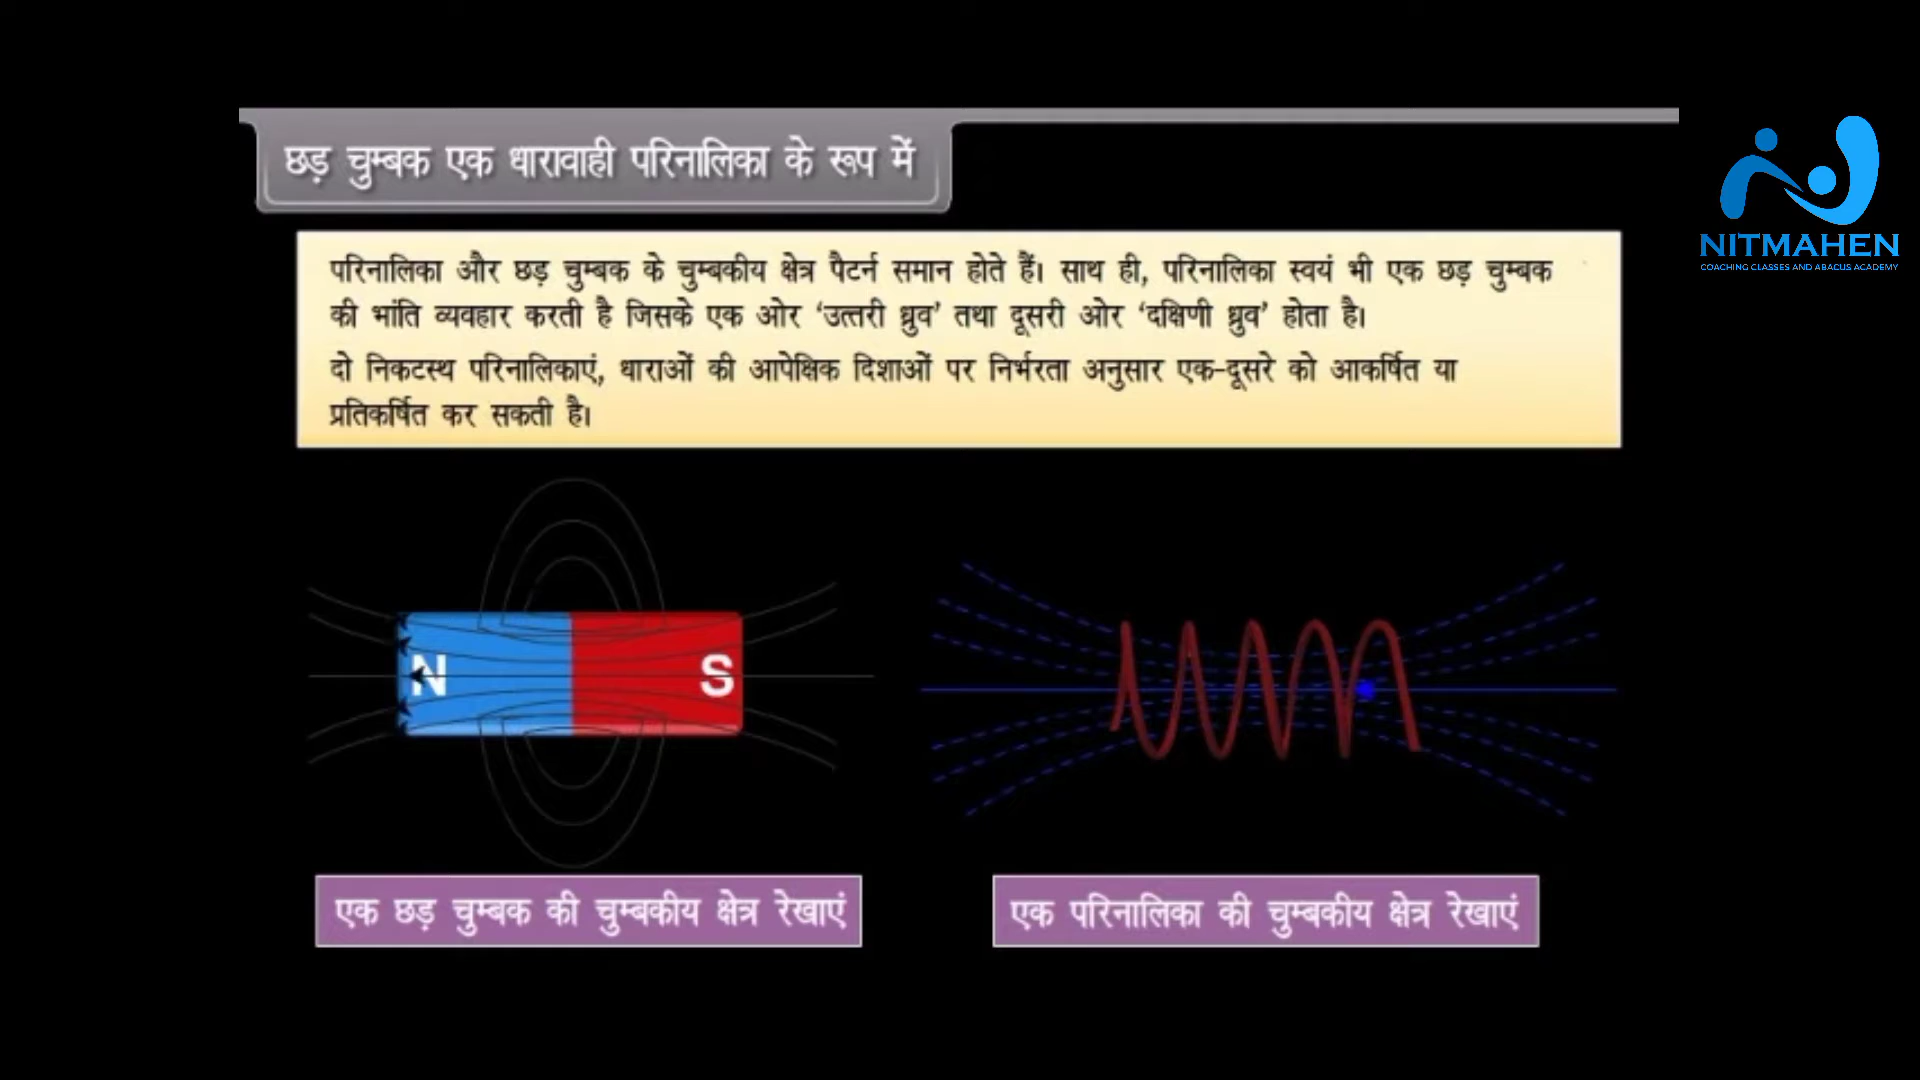 छड़ चुम्बक एक धारावाही परिनालिका के रूप में
NITMAHEN
COACHING CLASSES AND ABACUS ACADEMY
परिनालिका और छड़ चुम्बक के चुम्बकीय क्षेत्र पैटर्न समान होते हैं। साथ ही, परिनालिका स्वयं भी एक छड़ चुम्बक
की भांति व्यवहार करती है जिसके एक ओर ‘उत्तरी ध्रुव’ तथा दूसरी ओर ‘दक्षिणी ध्रुव’ होता है।
दो निकटस्थ परिनालिकाएं, धाराओं की आपेक्षिक दिशाओं पर निर्भरता अनुसार एक-दूसरे को आकर्षित या
प्रतिकर्षित कर सकती है।
N S
एक छड़ चुम्बक की चुम्बकीय क्षेत्र रेखाएं
एक परिनालिका की चुम्बकीय क्षेत्र रेखाएं